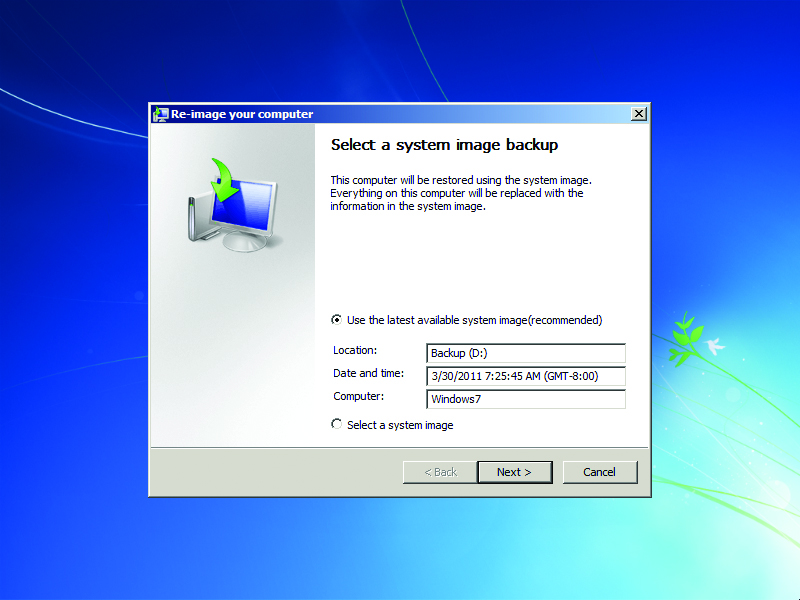 Re-image your computer
Select a system image backup
This computer will be restored using the system image.
Everything on this computer will be replaced with the
information in the system image.
Use the latest available system image(recommended)
Location: Backup (D:)
Date and time: 3/30/2011 7:25:45 AM (GMT-8:00)
Computer: Windows7
Select a system image
< Back Next > Cancel